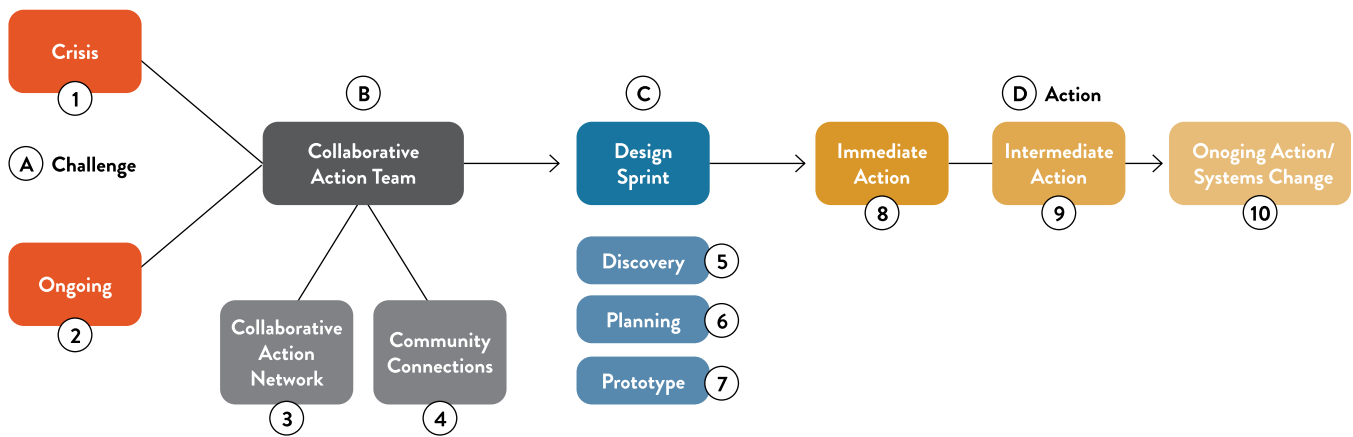 Crisis
1
A Challenge
Ongoing
2
B
Collaborative
Action Team
Collaborative
Action
Network
3
Community
Connections
4
C
Design
Sprint
Discovery 5
Planning 6
Prototype 7
D Action
Immediate
Action
8
Intermediate
Action
9
Onoging Action/
Systems Change
10